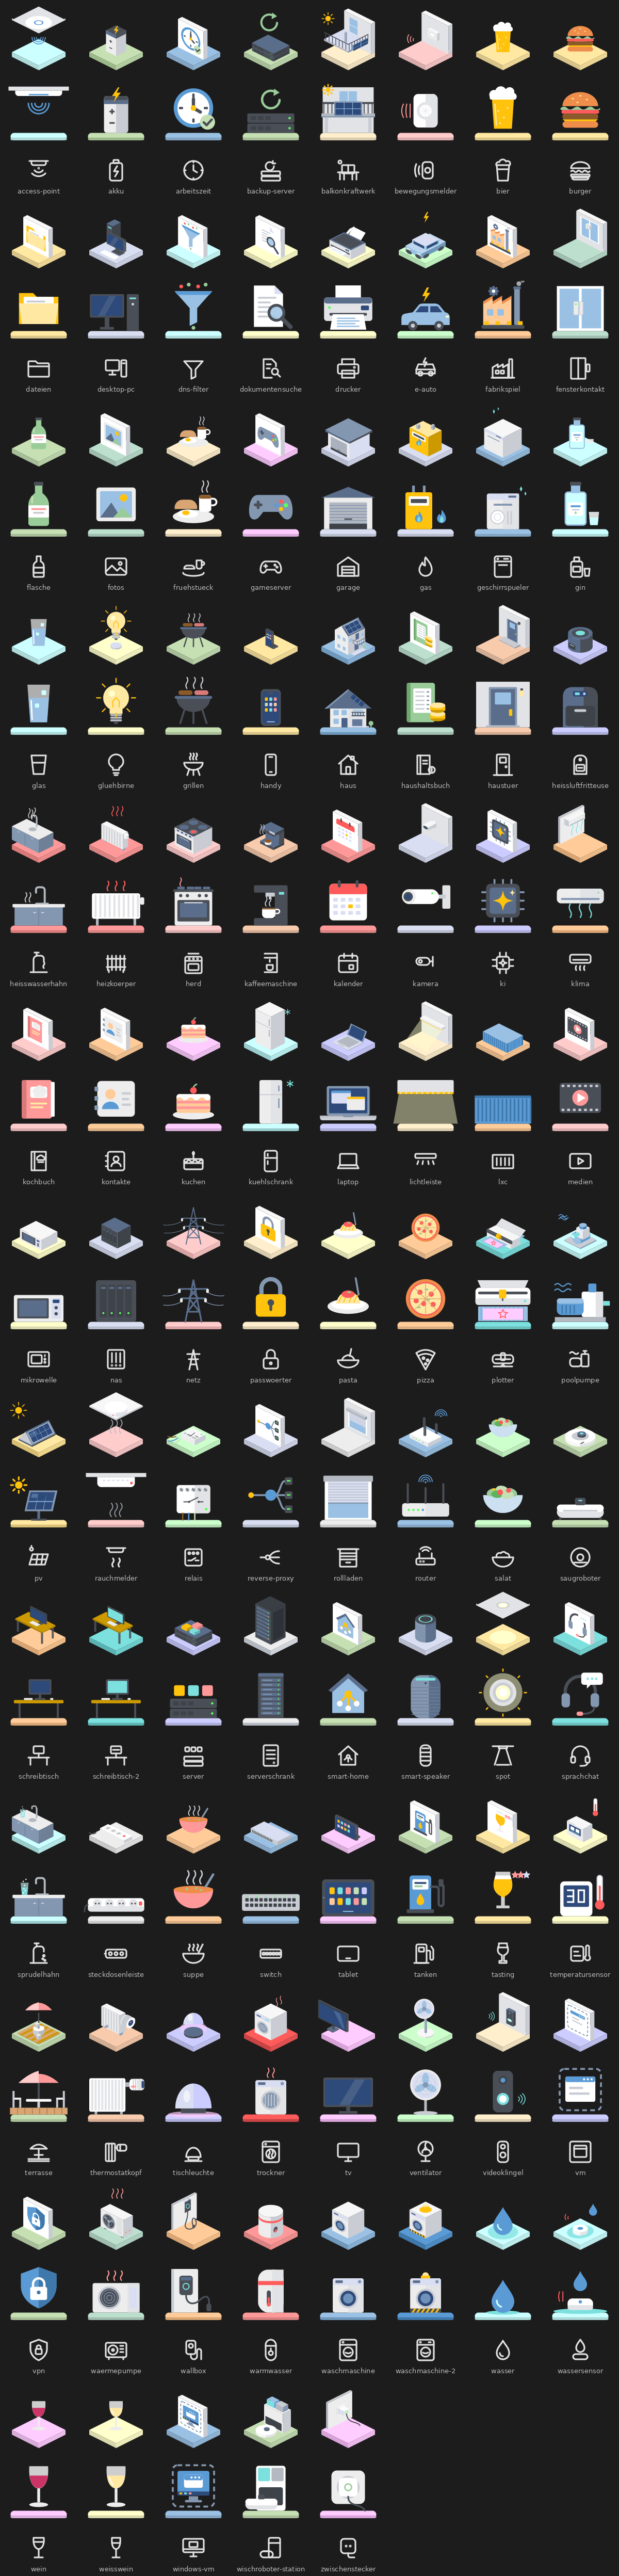 access-point akku arbeitszeit backup-server balkonkraftwerk bewegungsmelder bier burger
dateien desktop-pc dns-filter dokumentensuche drucker e-auto fabrikspiel fensterkontakt
flasche fotos fruehstueck gameserver garage gas geschirrspueler gin
glas gluehbirne grillen handy haus haushaltsbuch haustuer heissluftfritteuse
heisswasserhahn heizkoerper herd kaffeemaschine kalender kamera ki klima
kochbuch kontakte kuchen kuehlschrank laptop lichtleiste lxc medien
mikrowelle nas netz passwoerter pasta pizza plotter poolpumpe
pv rauchmelder relais reverse-proxy rollladen router salat saugroboter
schreibtisch schreibtisch-2 server serverschrank smart-home smart-speaker spot sprachchat
30
sprudelhahn steckdosenleiste suppe switch tablet tanken tasting temperatursensor
terrasse thermostatkopf tischleuchte trockner tv ventilator videoklingel vm
vpn waermepumpe wallbox warmwasser waschmaschine waschmaschine-2 wasser wassersensor
wein weisswein windows-vm wischroboter-station zwischenstecker